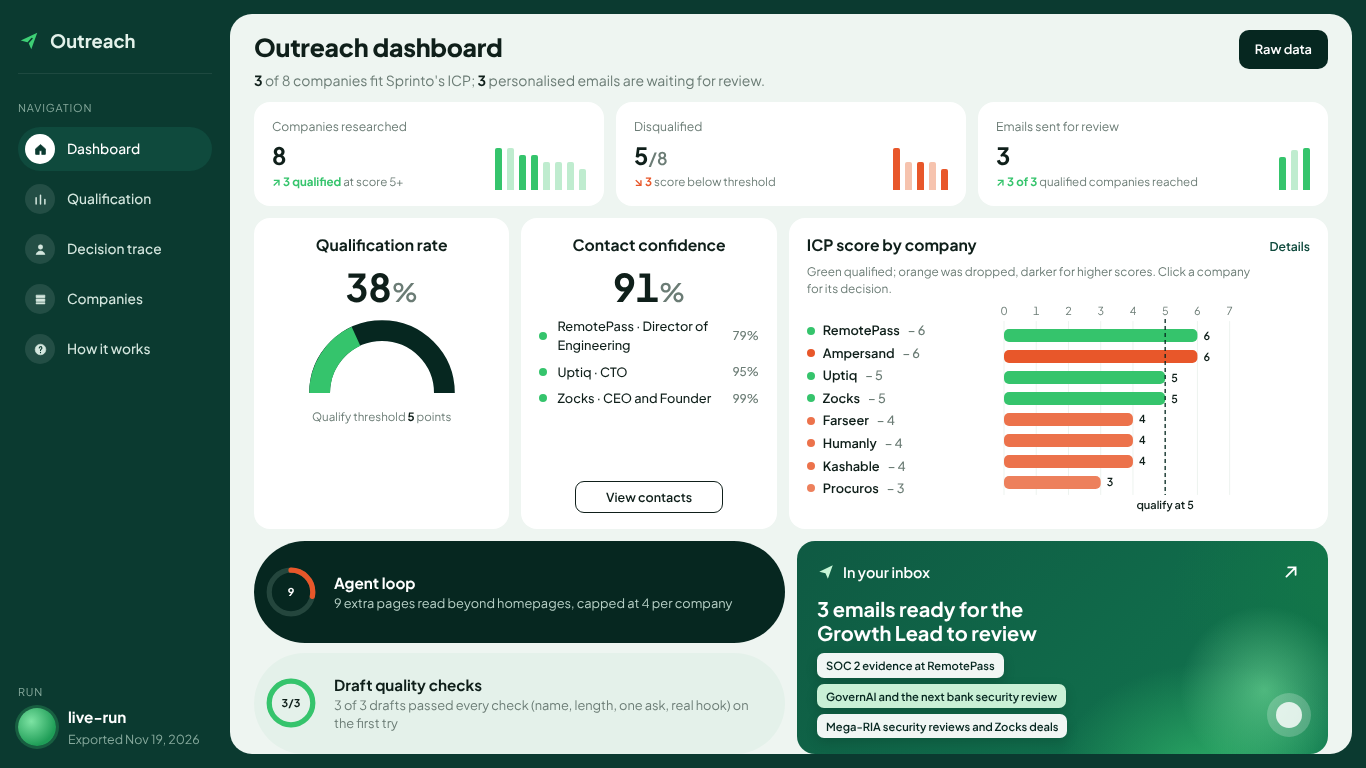 Outreach
NAVIGATION
Dashboard
Qualification
Decision trace
Companies
How it works
RUN
live-run
Exported Nov 19, 2026
Outreach dashboard
3 of 8 companies fit Sprinto's ICP; 3 personalised emails are waiting for review.
Raw data
Companies researched
8
↗ 3 qualified at score 5+
Disqualified
5/8
↘ 3 score below threshold
Emails sent for review
3
↗ 3 of 3 qualified companies reached
Qualification rate
38%
Qualify threshold 5 points
Contact confidence
91%
RemotePass · Director of
Engineering
79%
Uptiq · CTO 95%
Zocks · CEO and Founder 99%
View contacts
ICP score by company
Details
Green qualified; orange was dropped, darker for higher scores. Click a company
for its decision.
0 1 2 3 4 5 6 7
RemotePass – 6
Ampersand – 6
Uptiq – 5
Zocks – 5
Farseer – 4
Humanly – 4
Kashable – 4
Procuros – 3
6
6
5
5
4
4
4
3
qualify at 5
9
Agent loop
9 extra pages read beyond homepages, capped at 4 per company
3/3
Draft quality checks
3 of 3 drafts passed every check (name, length, one ask, real hook) on
the first try
In your inbox
3 emails ready for the
Growth Lead to review
SOC 2 evidence at RemotePass
GovernAI and the next bank security review
Mega-RIA security reviews and Zocks deals